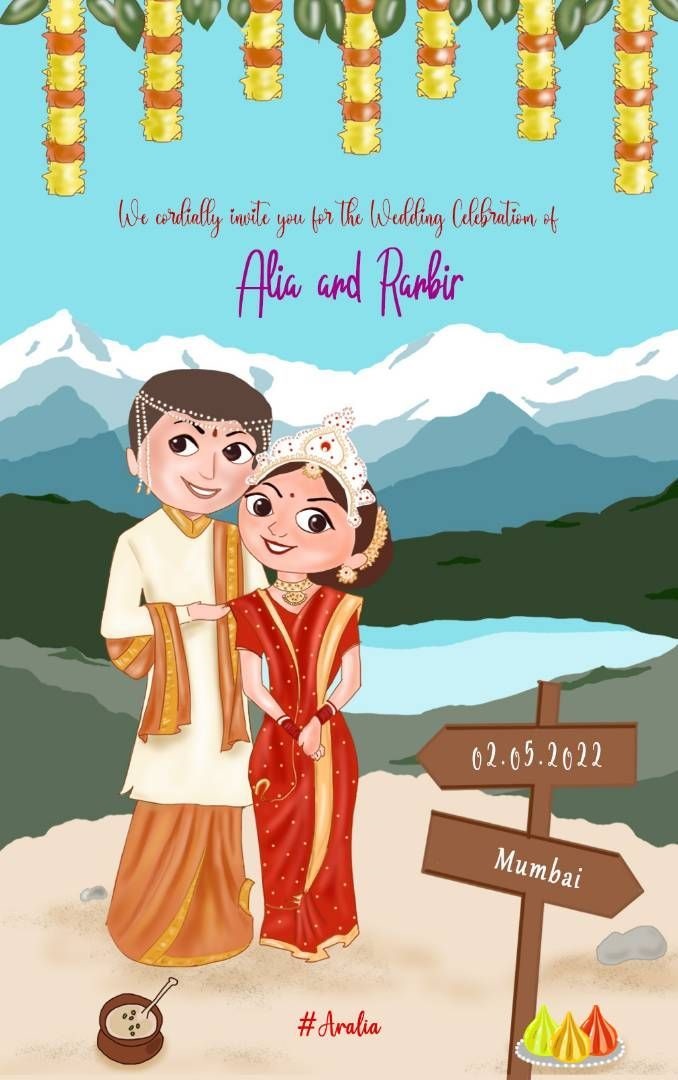 We cordially invite you for the Wedding Celebration of
Alia and Ranbir
02.05.2022
Mumbai
#Aralia